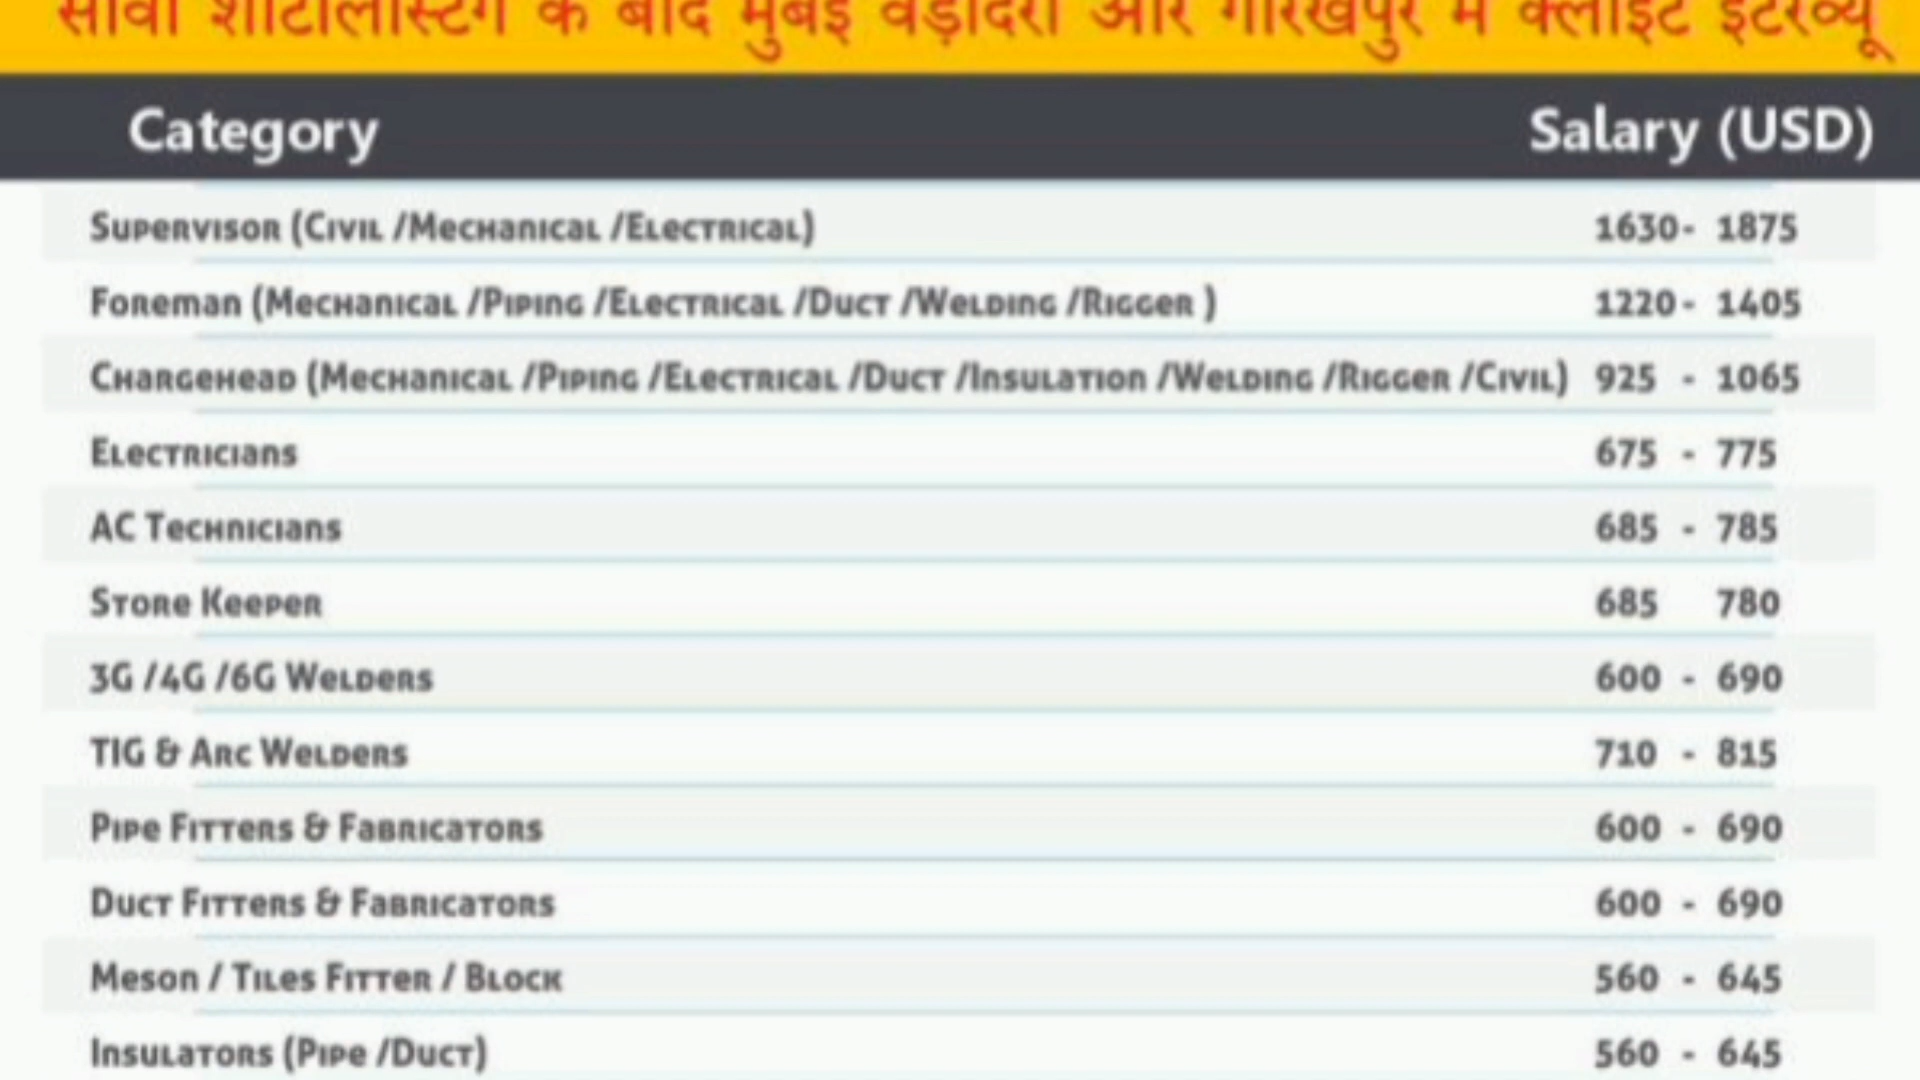 सीवी शॉर्टलिस्टिंग के बाद मुंबई वड़ोदरा और गोरखपुर में क्लाइंट इंटरव्यू
Category Salary (USD)
Supervisor (Civil /Mechanical /Electrical) 1630- 1875
Foreman (Mechanical /Piping /Electrical /Duct /Welding /Rigger ) 1220- 1405
Chargehead (Mechanical /Piping /Electrical /Duct /Insulation /Welding /Rigger /Civil) 925 - 1065
Electricians 675 - 775
AC Technicians 685 - 785
Store Keeper 685 780
3G /4G /6G Welders 600 - 690
TIG & Arc Welders 710 - 815
Pipe Fitters & Fabricators 600 - 690
Duct Fitters & Fabricators 600 - 690
Meson / Tiles Fitter / Block 560 - 645
Insulators (Pipe /Duct) 560 - 645